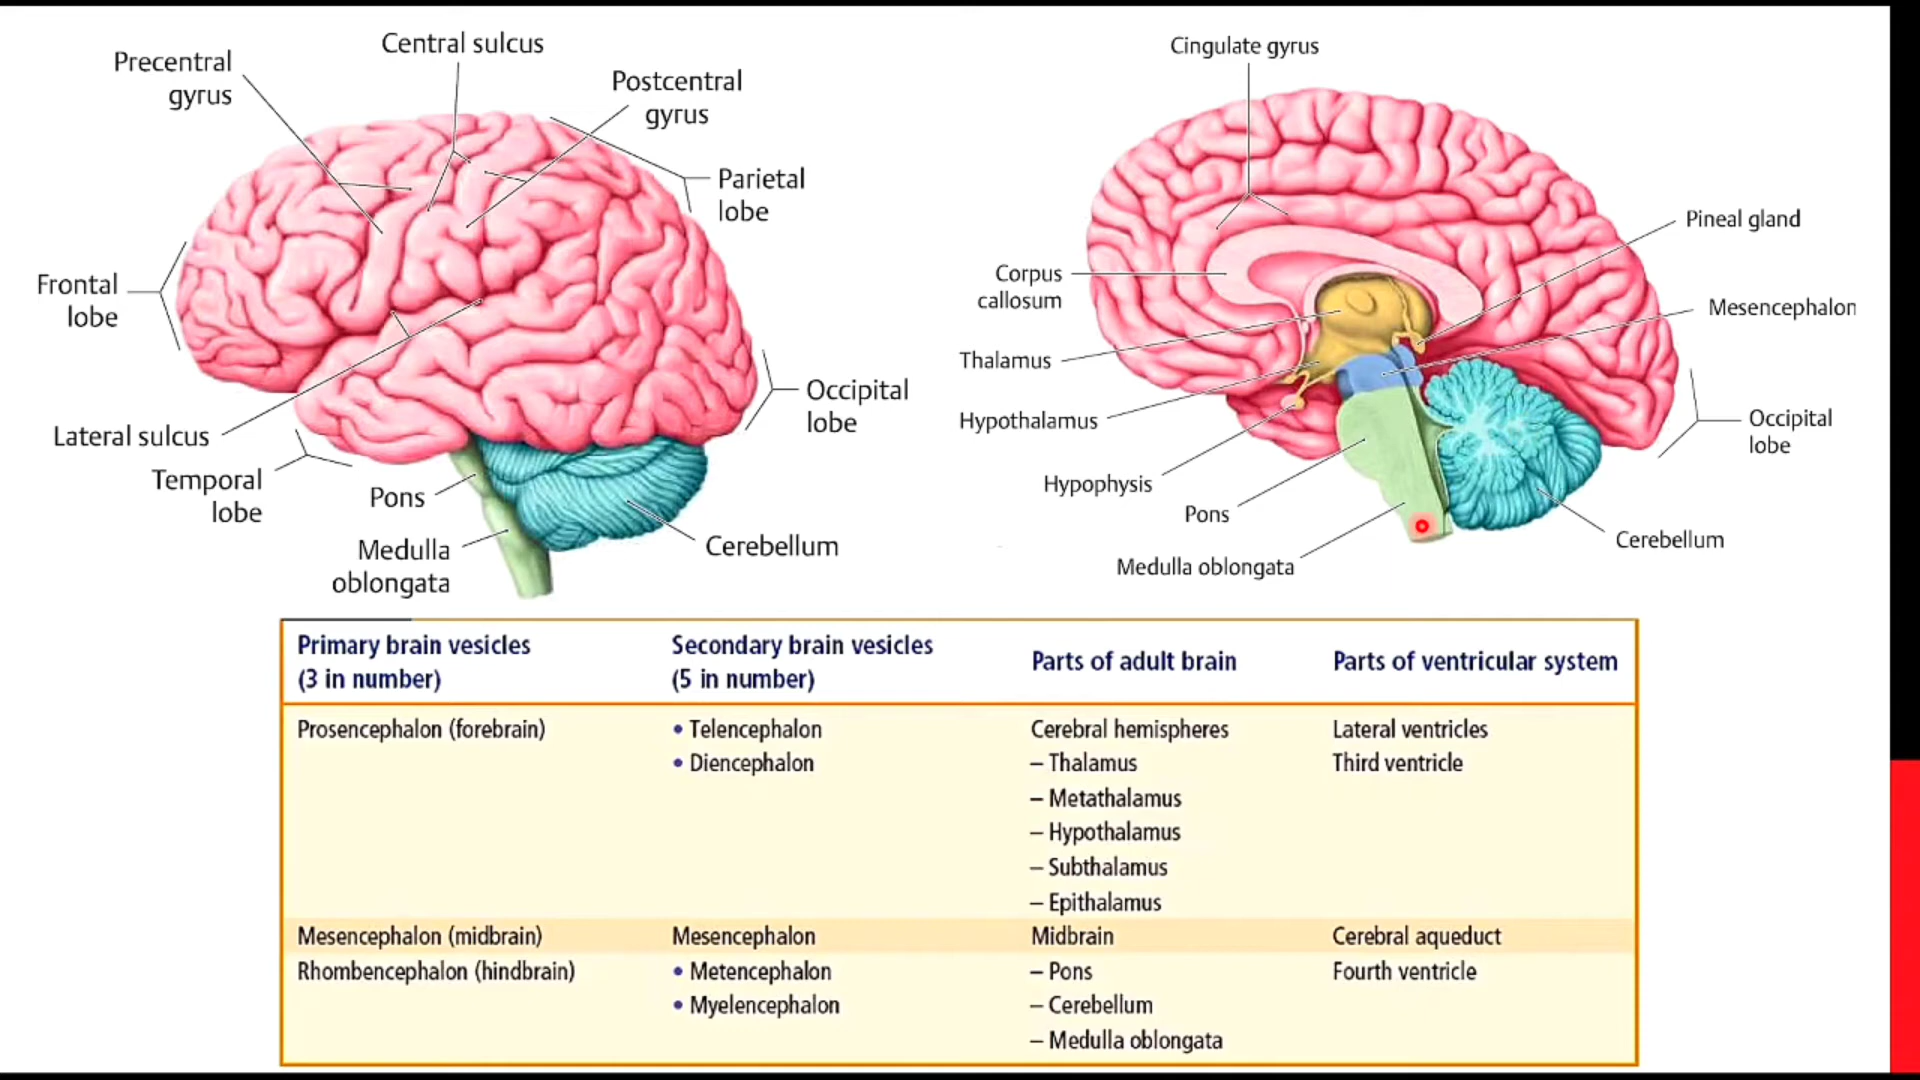 Central sulcus
Precentral
gyrus
Postcentral
gyrus
Parietal
lobe
Frontal
lobe
Occipital
lobe
Lateral sulcus
Temporal
lobe
Pons
Medulla
oblongata
Cerebellum
Cingulate gyrus
Pineal gland
Corpus
callosum
Mesencephalon
Thalamus
Hypothalamus
Occipital
lobe
Hypophysis
Pons
Cerebellum
Medulla oblongata
Primary brain vesicles
(3 in number)
Secondary brain vesicles
(5 in number)
Parts of adult brain
Parts of ventricular system
Prosencephalon (forebrain) • Telencephalon Cerebral hemispheres Lateral ventricles
• Diencephalon – Thalamus Third ventricle
– Metathalamus
– Hypothalamus
– Subthalamus
– Epithalamus
Mesencephalon (midbrain) Mesencephalon Midbrain Cerebral aqueduct
Rhombencephalon (hindbrain) • Metencephalon – Pons Fourth ventricle
• Myelencephalon – Cerebellum
– Medulla oblongata